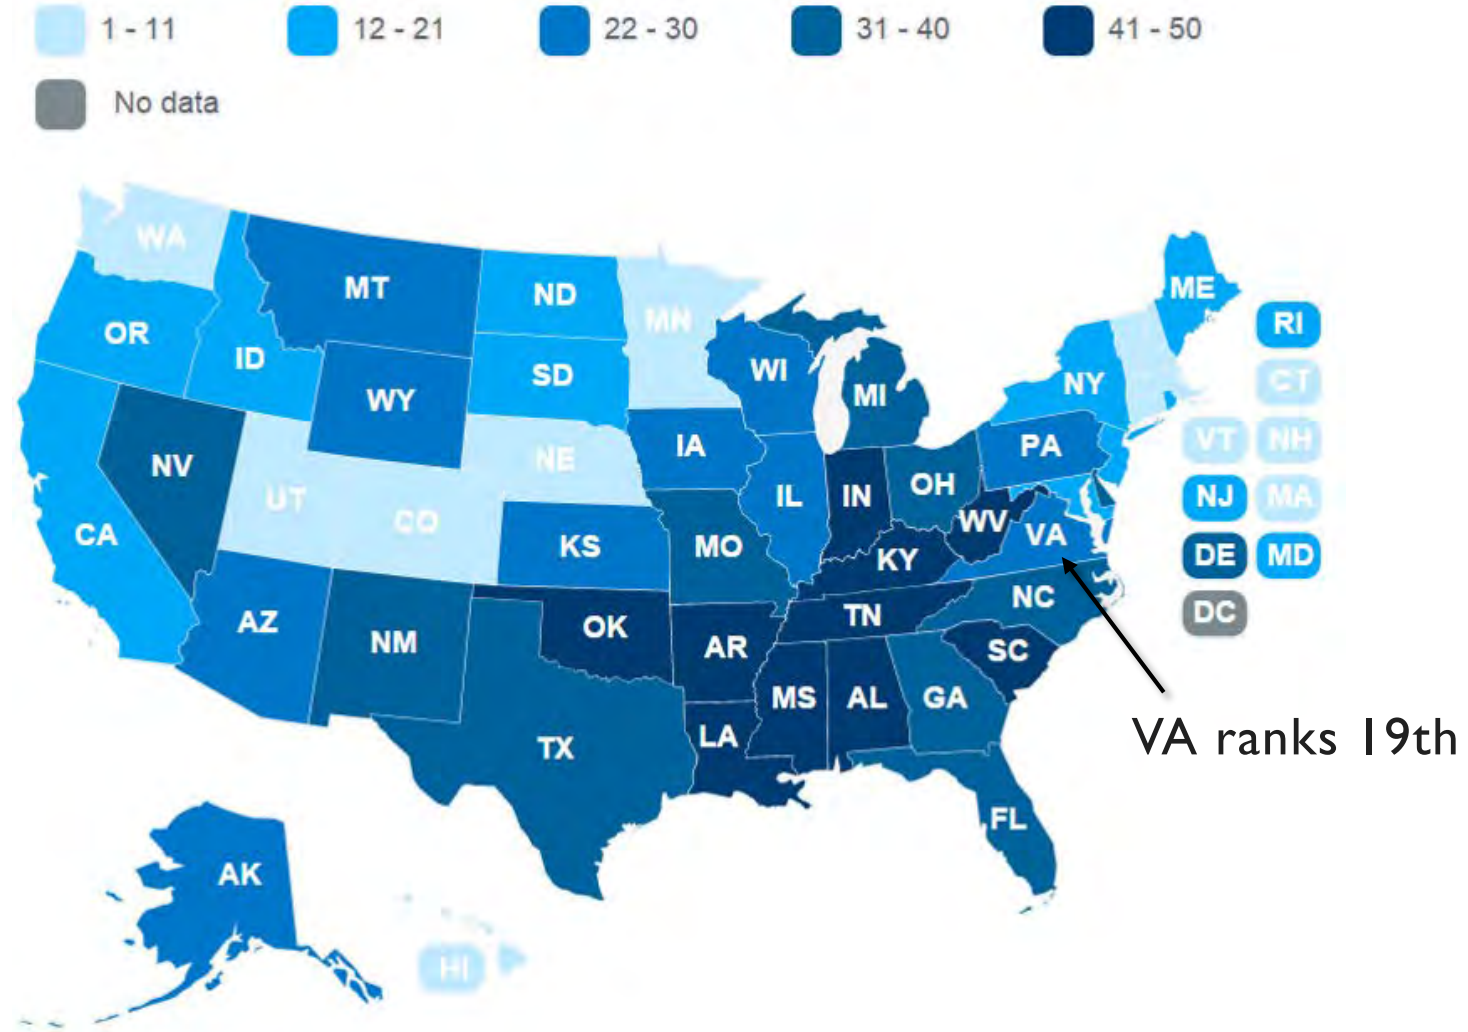 1 - 11
12 - 21
22 - 30
31 - 40
41 - 50
No data
WA
MT
ND
MN
ME
OR
ID
SD
WI
MI
NY
RI
CT
WY
NV
UT
NE
CO
IA
IL
IN
OH
PA
VT
NH
NJ
MA
CA
KS
MO
KY
WV
VA
DE
MD
AZ
NM
OK
AR
TN
NC
DC
SC
TX
LA
MS
AL
GA
VA ranks 19th
FL
AK
HI